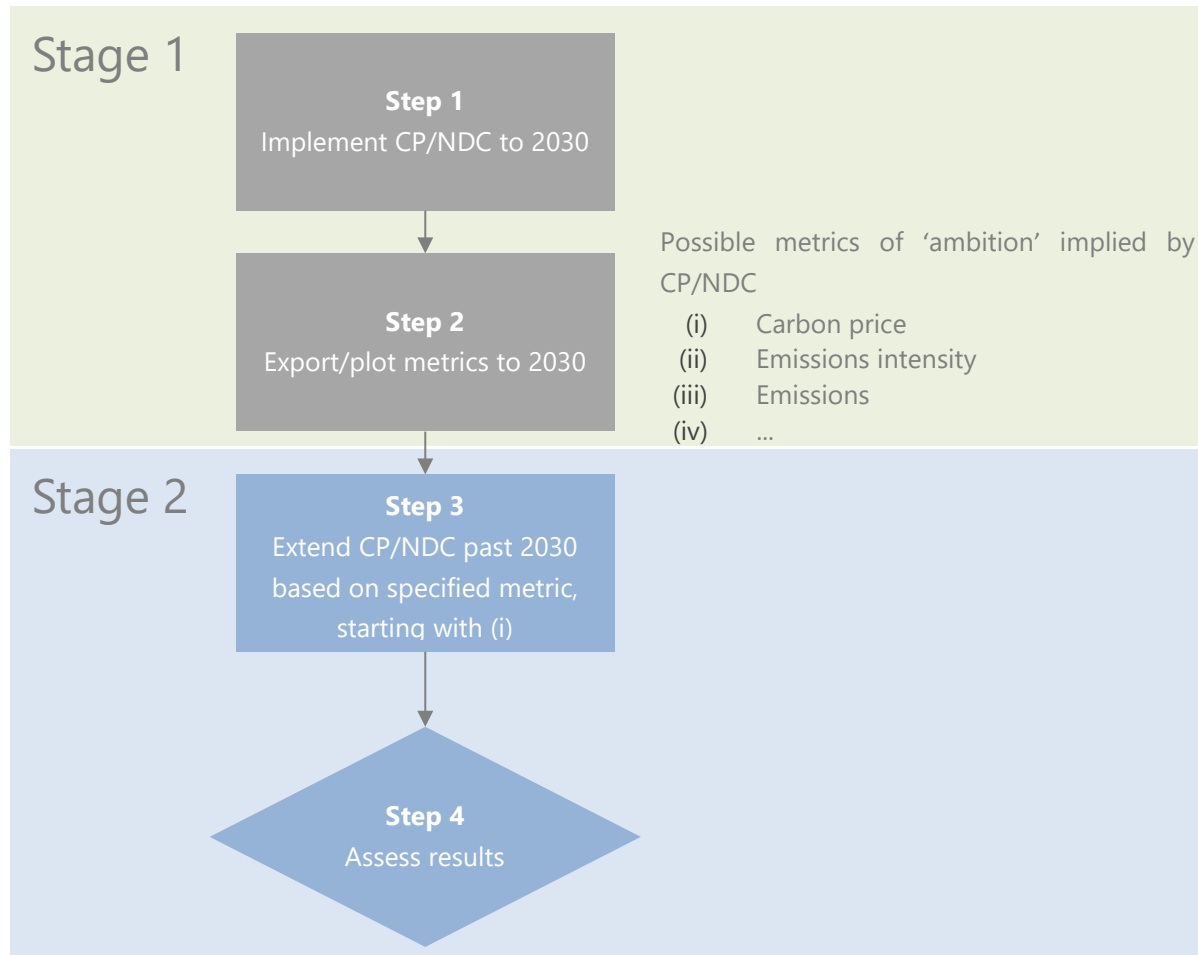 Stage 1
Step 1
Implement CP/NDC to 2030
Step 2
Export/plot metrics to 2030
Possible metrics of ‘ambition’ implied by
CP/NDC
(i) Carbon price
(ii) Emissions intensity
(iii) Emissions
(iv) ...
Stage 2
Step 3
Extend CP/NDC past 2030
based on specified metric,
starting with (i)
Step 4
Assess results